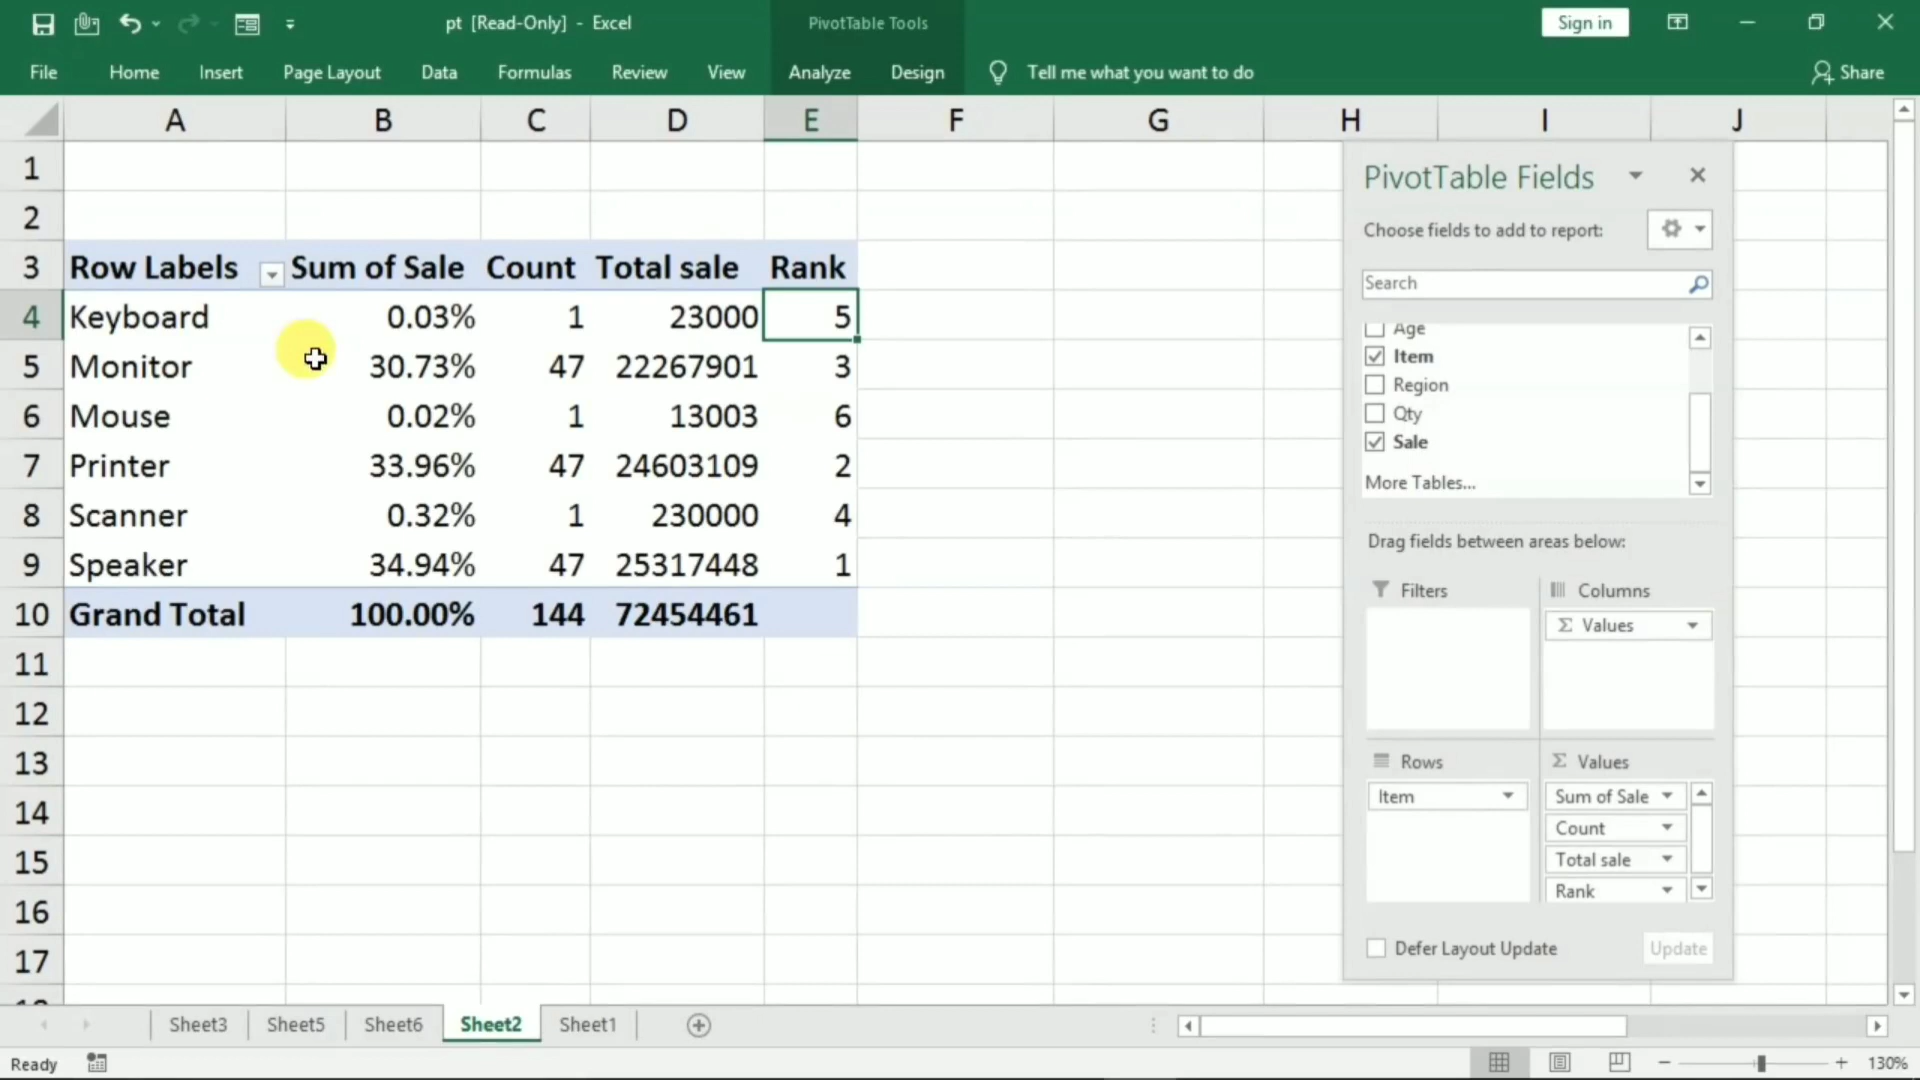 pt [Read-Only] - Excel
PivotTable Tools
Sign in
File Home Insert Page Layout Data Formulas Review View Analyze Design Tell me what you want to do Share
A B C D E F G H I J
1
2
3 Row Labels Sum of Sale Count Total sale Rank
4 Keyboard 0.03% 1 23000 5
5 Monitor 30.73% 47 22267901 3
6 Mouse 0.02% 1 13003 6
7 Printer 33.96% 47 24603109 2
8 Scanner 0.32% 1 230000 4
9 Speaker 34.94% 47 25317448 1
10 Grand Total 100.00% 144 72454461
11
12
13
14
15
16
17
PivotTable Fields
Choose fields to add to report:
Search
Age
Item
Region
Qty
Sale
More Tables...
Drag fields between areas below:
Filters
Columns
Σ Values
Rows
Item
Σ Values
Sum of Sale
Count
Total sale
Rank
Defer Layout Update Update
Sheet3 Sheet5 Sheet6 Sheet2 Sheet1
Ready
130%